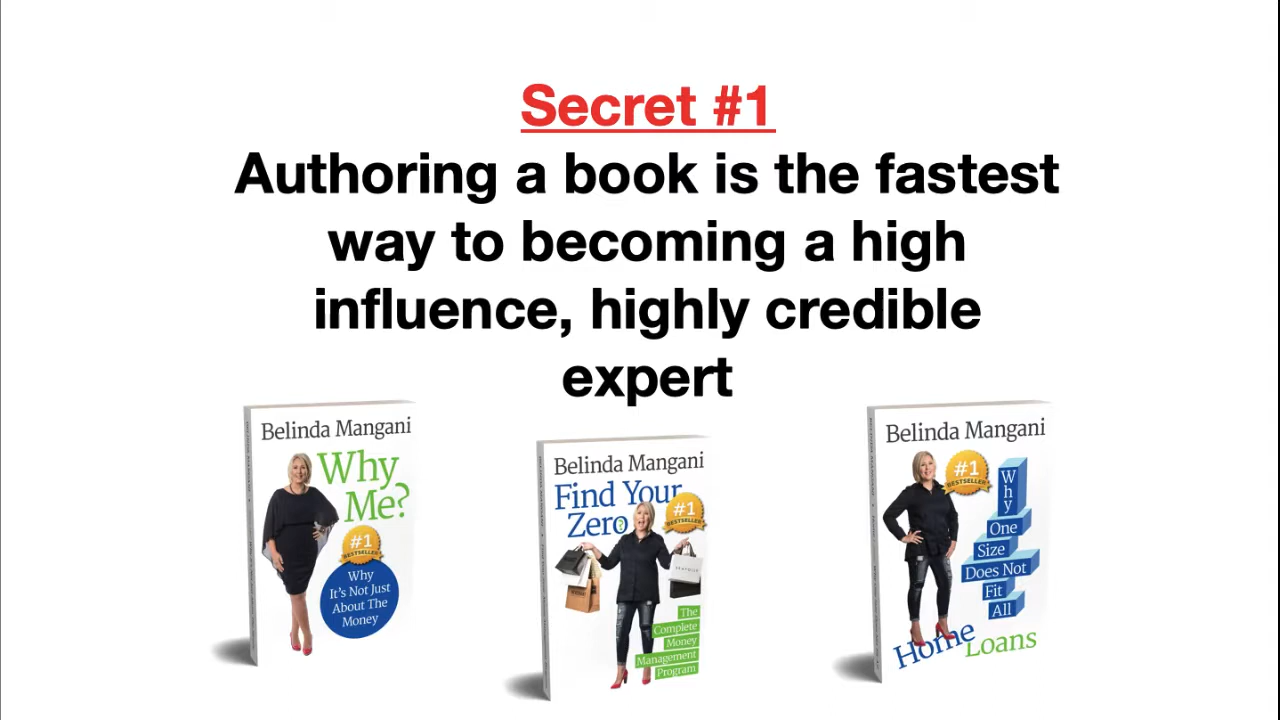 Secret #1
Authoring a book is the fastest
way to becoming a high
influence, highly credible
expert
Belinda Mangani
Why
Me?
#1
BESTSELLER
Why
It's Not Just
About The
Money
Belinda Mangani
Find Your
Zero
#1
BESTSELLER
The
Complete
Money
Management
Program
Belinda Mangani
#1
BESTSELLER
Why
One
Size
Does Not
Fit
All
Home
Loans